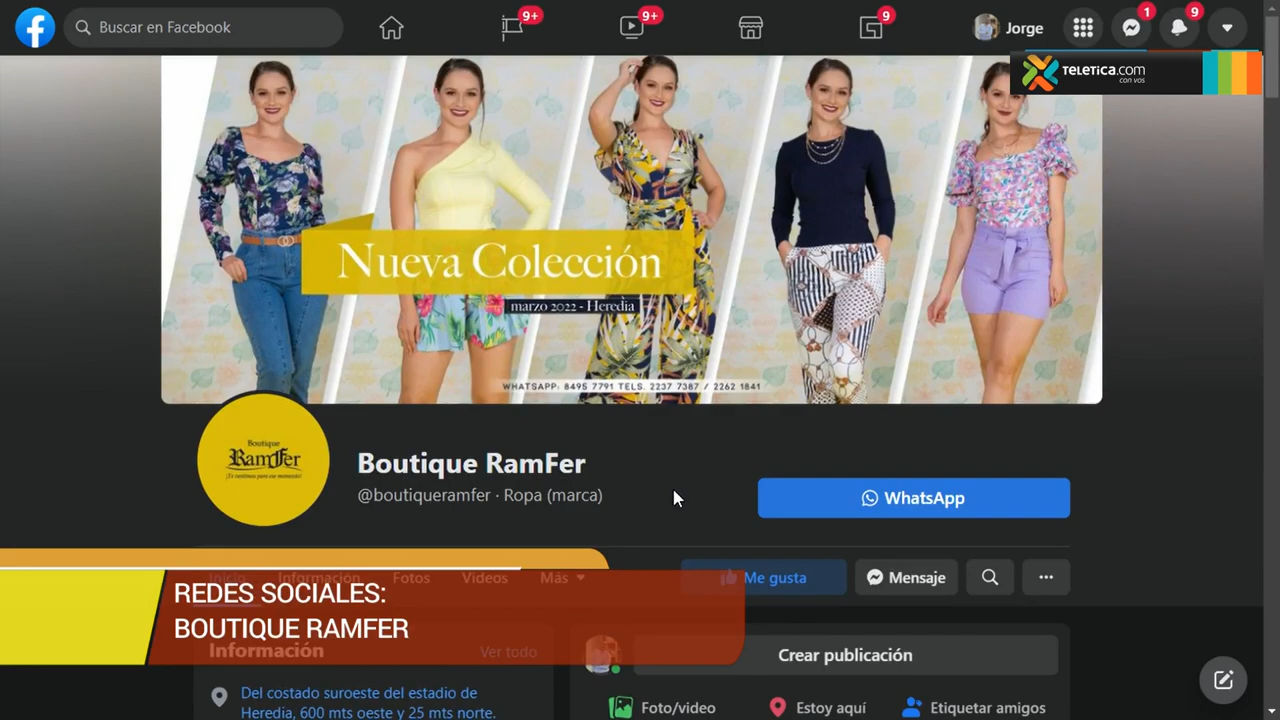 Buscar en Facebook
9+
9+
9
Jorge
1
9
TELETICA.com
con vos
Nueva Colección
marzo 2022 - Heredia
WHATSAPP: 8495 7791 TELS. 2237 7387 / 2262 1841
Boutique
RamFer
Boutique RamFer
@boutiqueramfer · Ropa (marca)
WhatsApp
Inicio
Información
Fotos
Videos
Más
Me gusta
Mensaje
REDES SOCIALES:
BOUTIQUE RAMFER
Información
Ver todo
Crear publicación
Del costado suroeste del estadio de
Heredia, 600 mts oeste y 25 mts norte.
Foto/video
Estoy aquí
Etiquetar amigos